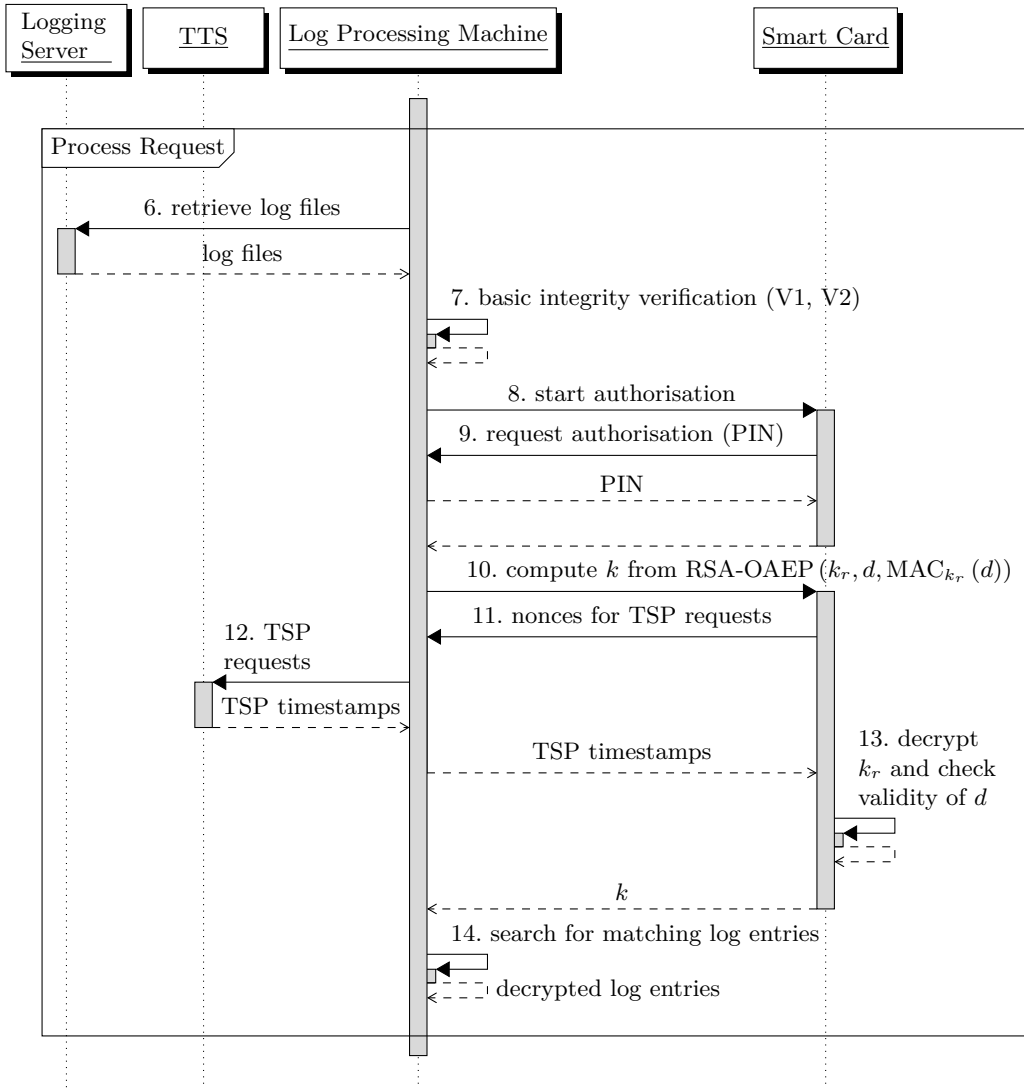 Logging
Server
TTS
Log Processing Machine
Smart Card
Process Request
6. retrieve log files
log files
7. basic integrity verification (V1, V2)
8. start authorisation
9. request authorisation (PIN)
PIN
10. compute k from RSA-OAEP (k_r, d, MAC_{k_r} (d))
11. nonces for TSP requests
12. TSP
requests
TSP timestamps
TSP timestamps
13. decrypt
k_r and check
validity of d
k
14. search for matching log entries
decrypted log entries